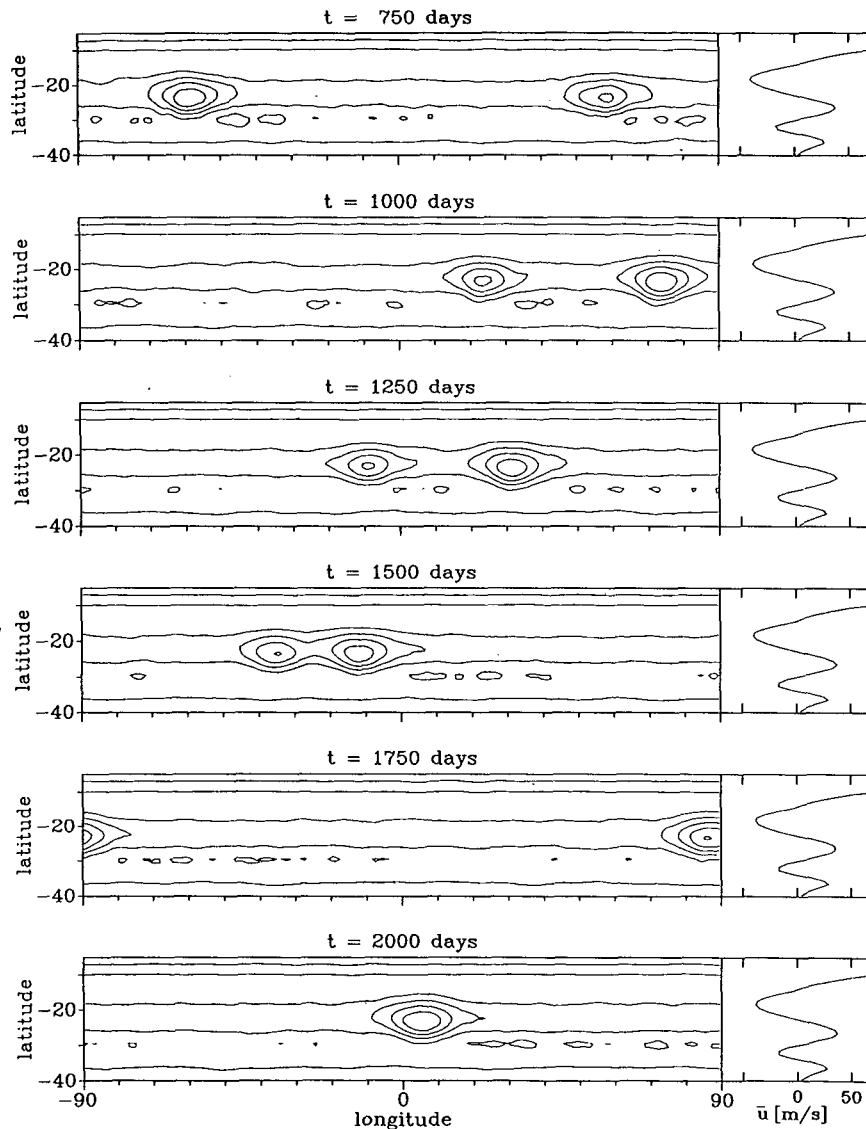 t = 750 days
latitude
-20
-40
t = 1000 days
latitude
-20
-40
t = 1250 days
latitude
-20
-40
t = 1500 days
latitude
-20
-40
t = 1750 days
latitude
-20
-40
t = 2000 days
latitude
-20
-40
-90 0 90 0 50
longitude ū [m/s]